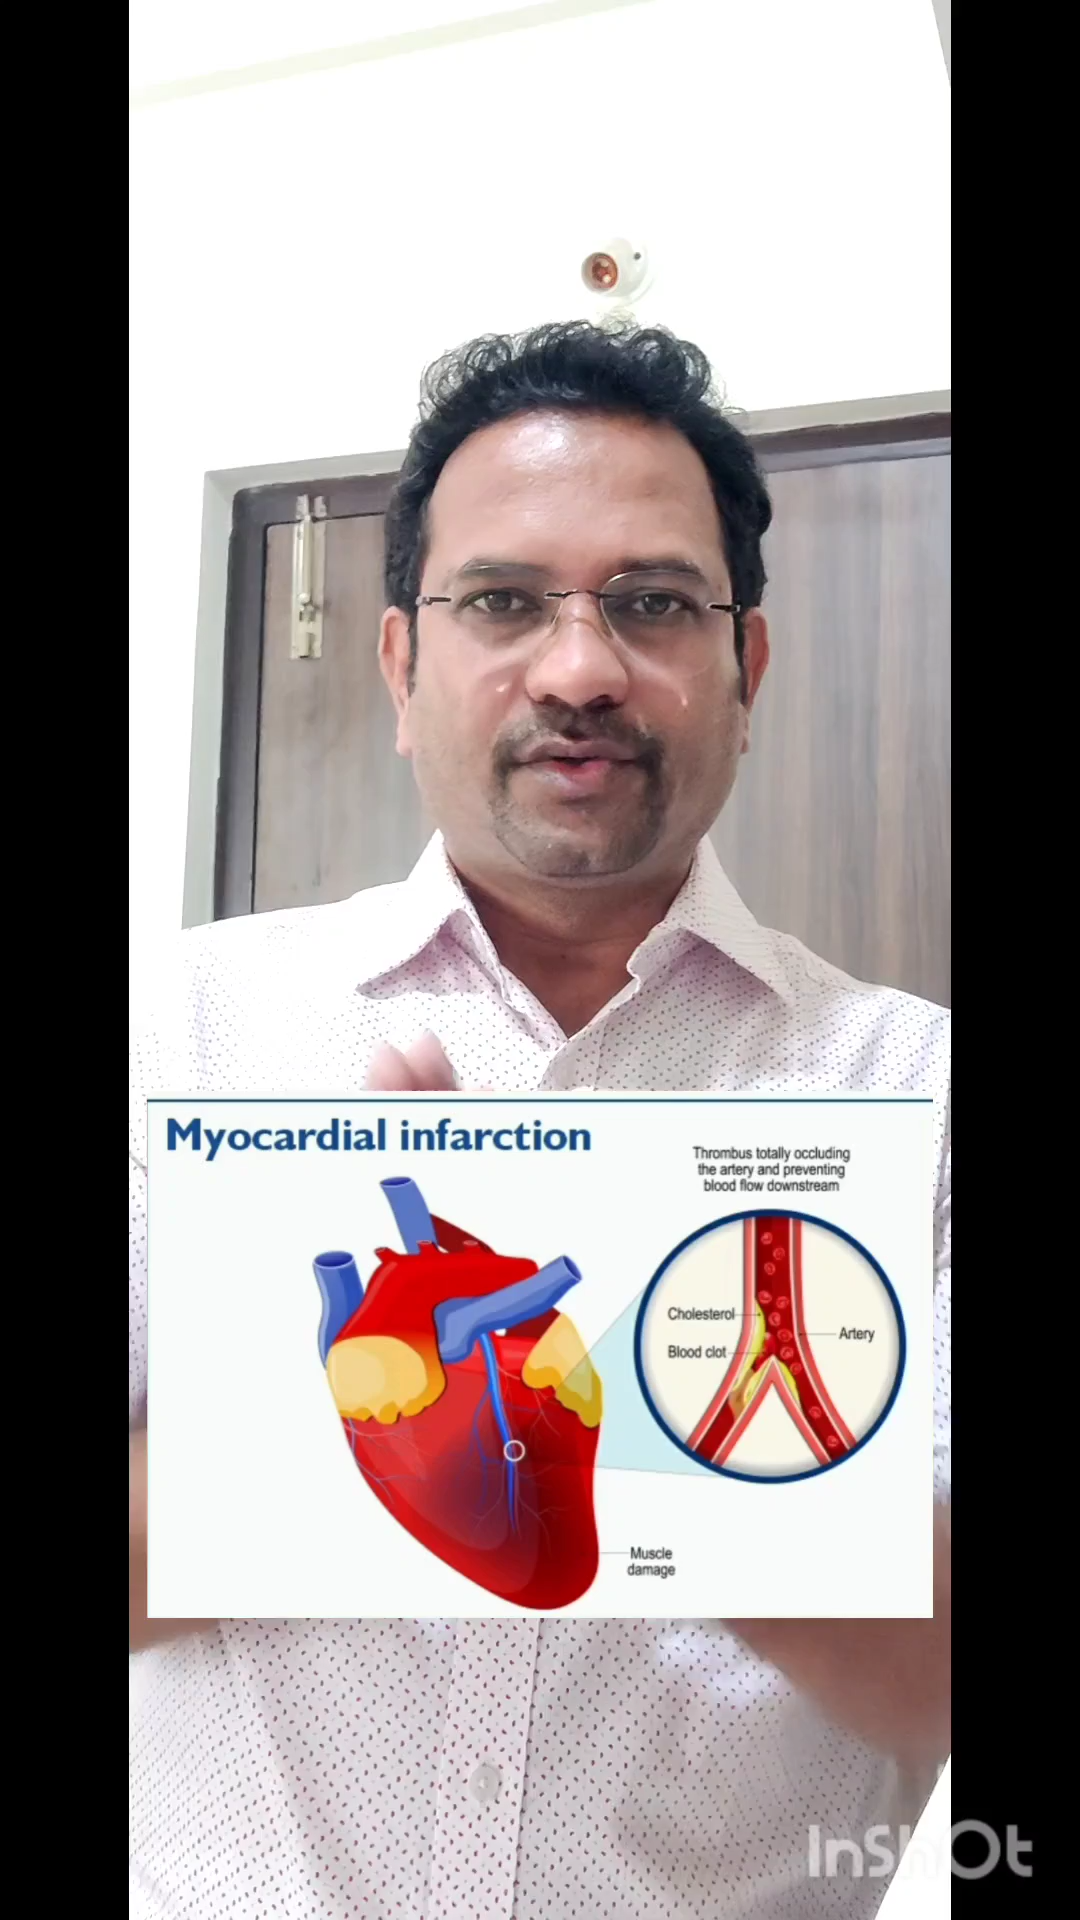 Myocardial infarction
Thrombus totally occluding
the artery and preventing
blood flow downstream
Cholesterol
Artery
Blood clot
Muscle
damage
InShOt